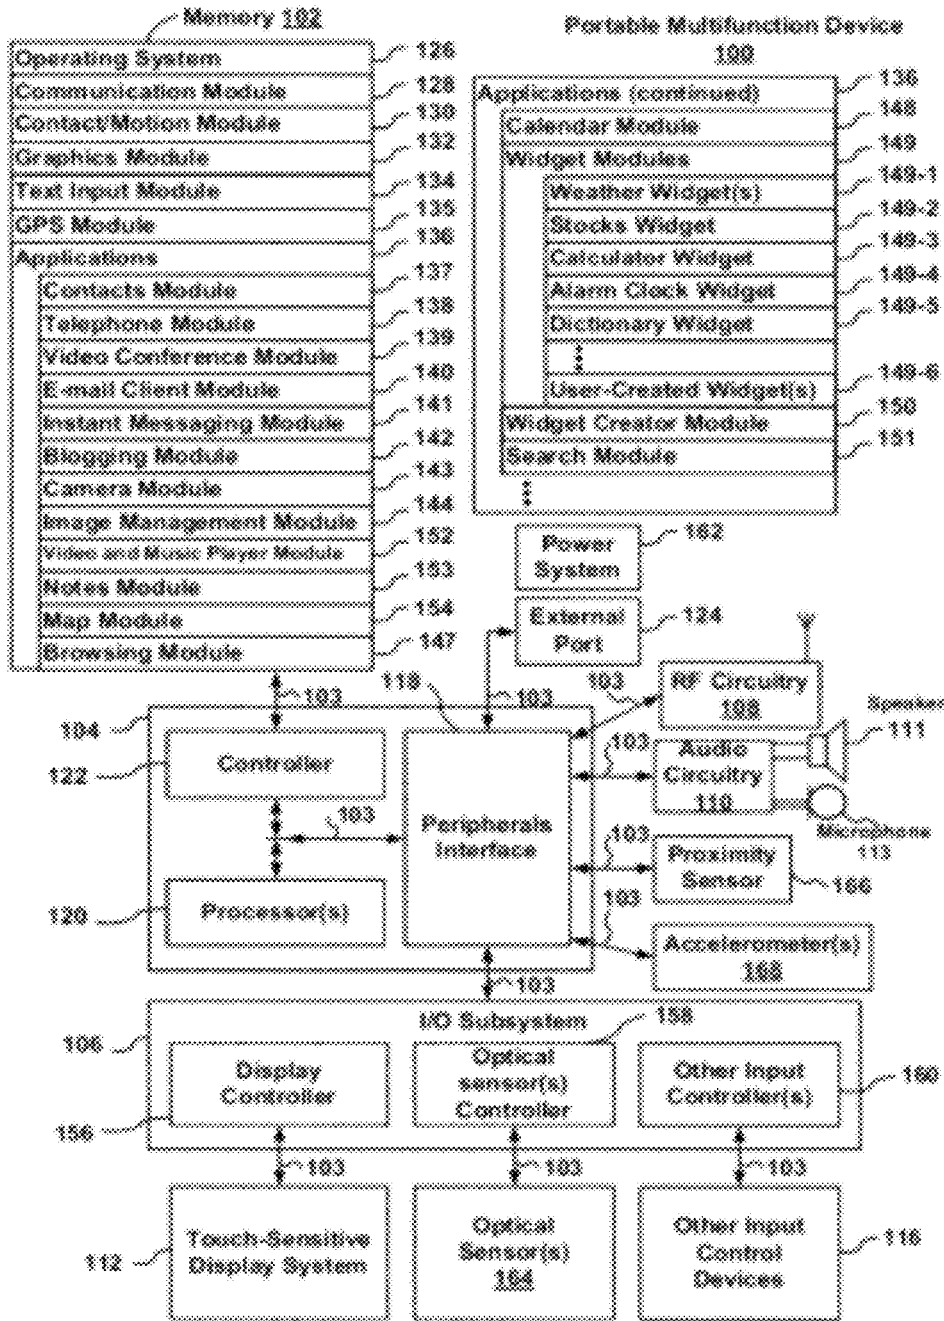 Memory 102
Operating System 126
Communication Module 128
Contact/Motion Module 130
Graphics Module 132
Text Input Module 134
GPS Module 135
Applications 136
Contacts Module 137
Telephone Module 138
Video Conference Module 139
E-mail Client Module 140
Instant Messaging Module 141
Blogging Module 142
Camera Module 143
Image Management Module 144
Video and Music Player Module 152
Notes Module 153
Map Module 154
Browsing Module 147
Portable Multifunction Device
100
Applications (continued) 136
Calendar Module 148
Widget Modules 149
Weather Widget(s) 149-1
Stocks Widget 149-2
Calculator Widget 149-3
Alarm Clock Widget 149-4
Dictionary Widget 149-5
User-Created Widget(s) 149-6
Widget Creator Module 150
Search Module 151
Power
System
162
External
Port
124
103
118
103
103
RF Circuitry
108
Speaker
111
104
122
Controller
103
Audio
Circuitry
110
Microphone
113
103
Peripherals
Interface
103
Proximity
Sensor
166
120
Processor(s)
103
Accelerometer(s)
168
103
I/O Subsystem
106
158
Display
Controller
156
Optical
sensor(s)
Controller
Other Input
Controller(s)
160
103
103
103
Touch-Sensitive
Display System
112
Optical
Sensor(s)
164
Other Input
Control
Devices
116